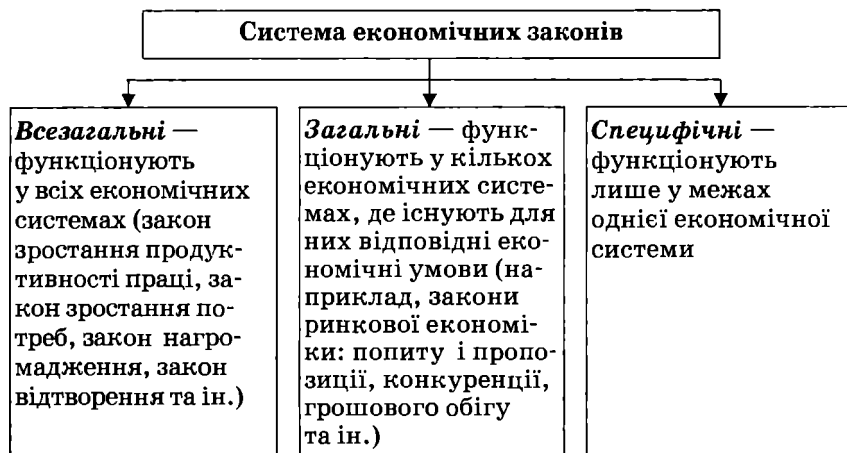 Система економічних законів
Всезагальні —
функціонують
у всіх економічних
системах (закон
зростання продук-
тивності праці, за-
кон зростання по-
треб, закон нагро-
мадження, закон
відтворення та ін.)
Загальні — функ-
ціонують у кількох
економічних систе-
мах, де існують для
них відповідні еко-
номічні умови (на-
приклад, закони
ринкової економі-
ки: попиту і пропо-
зиції, конкуренції,
грошового обігу
та ін.)
Специфічні —
функціонують
лише у межах
однієї економічної
системи